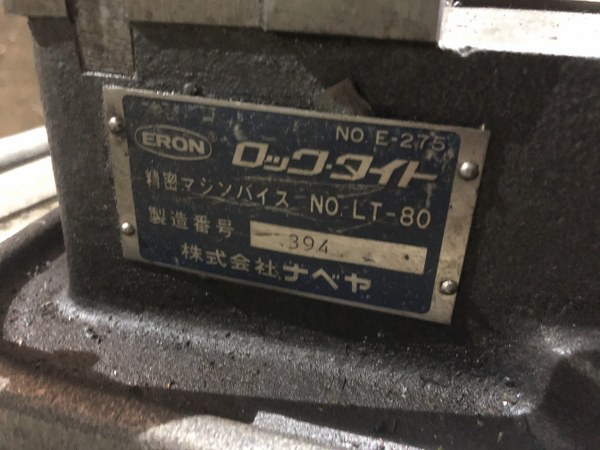 NO. E-275
ERON ロック・タイト
精密マシンバイス NO. LT-80
製造番号 394
株式会社ナベヤ